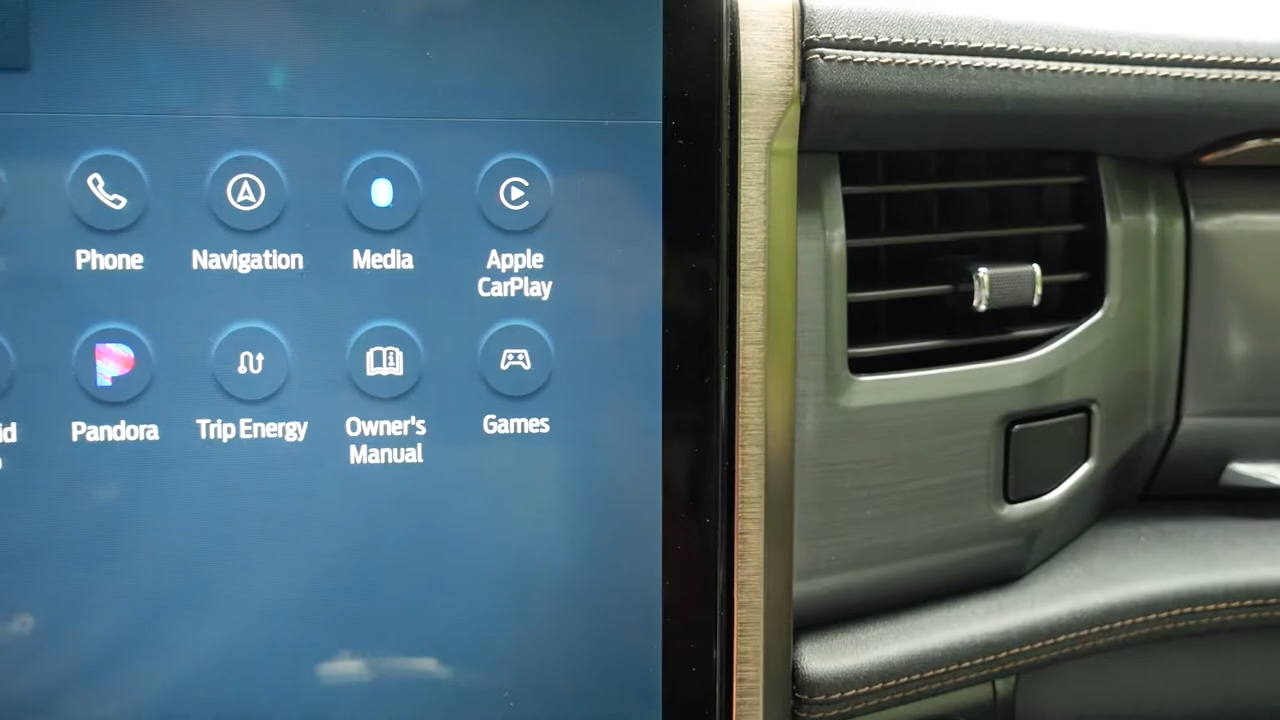 Phone
Navigation
Media
Apple
CarPlay
Pandora
Trip Energy
Owner's
Manual
Games